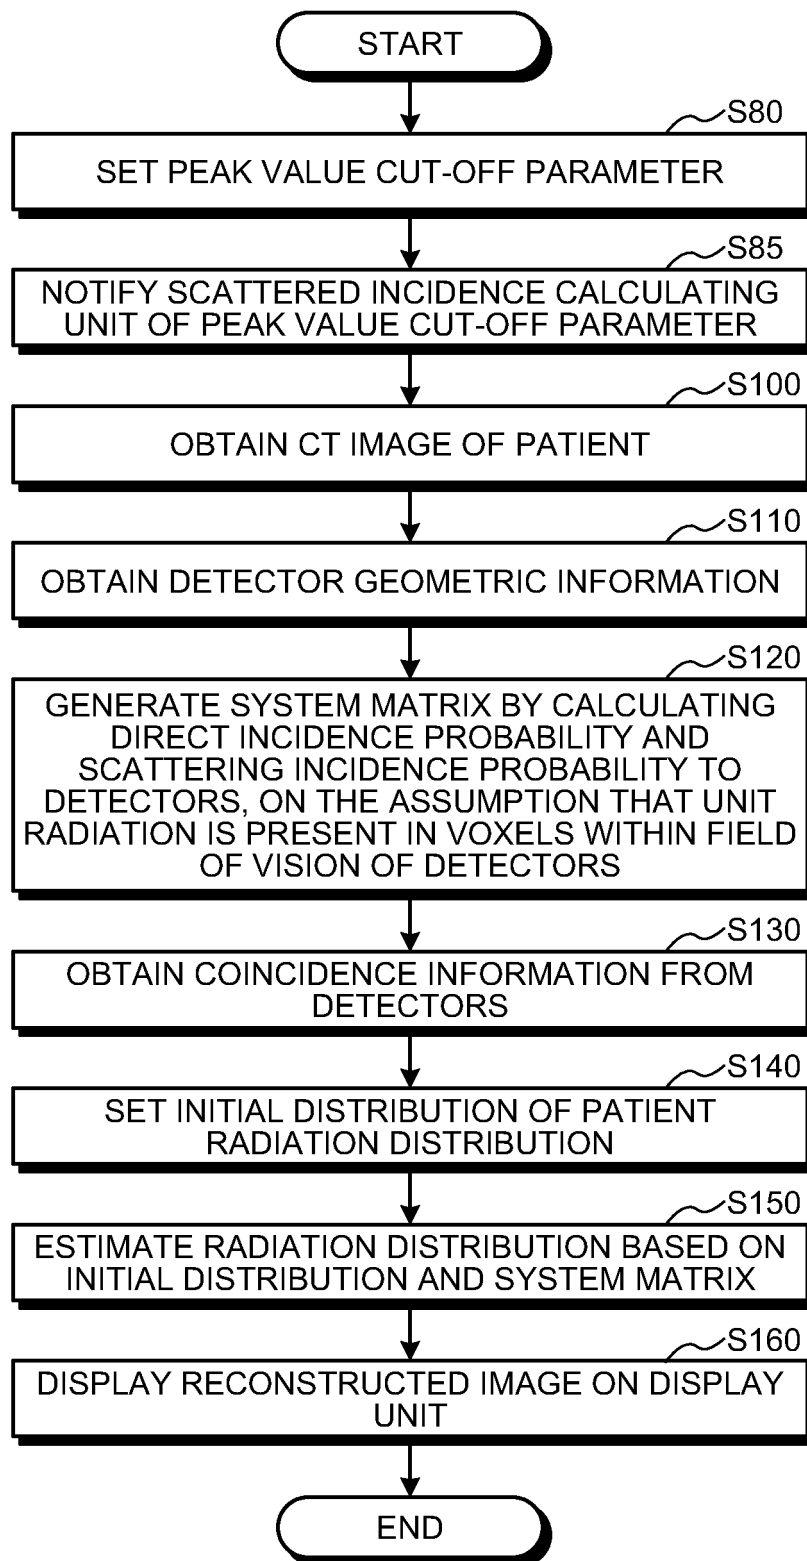 START
S80
SET PEAK VALUE CUT-OFF PARAMETER
S85
NOTIFY SCATTERED INCIDENCE CALCULATING
UNIT OF PEAK VALUE CUT-OFF PARAMETER
S100
OBTAIN CT IMAGE OF PATIENT
S110
OBTAIN DETECTOR GEOMETRIC INFORMATION
S120
GENERATE SYSTEM MATRIX BY CALCULATING
DIRECT INCIDENCE PROBABILITY AND
SCATTERING INCIDENCE PROBABILITY TO
DETECTORS, ON THE ASSUMPTION THAT UNIT
RADIATION IS PRESENT IN VOXELS WITHIN FIELD
OF VISION OF DETECTORS
S130
OBTAIN COINCIDENCE INFORMATION FROM
DETECTORS
S140
SET INITIAL DISTRIBUTION OF PATIENT
RADIATION DISTRIBUTION
S150
ESTIMATE RADIATION DISTRIBUTION BASED ON
INITIAL DISTRIBUTION AND SYSTEM MATRIX
S160
DISPLAY RECONSTRUCTED IMAGE ON DISPLAY
UNIT
END